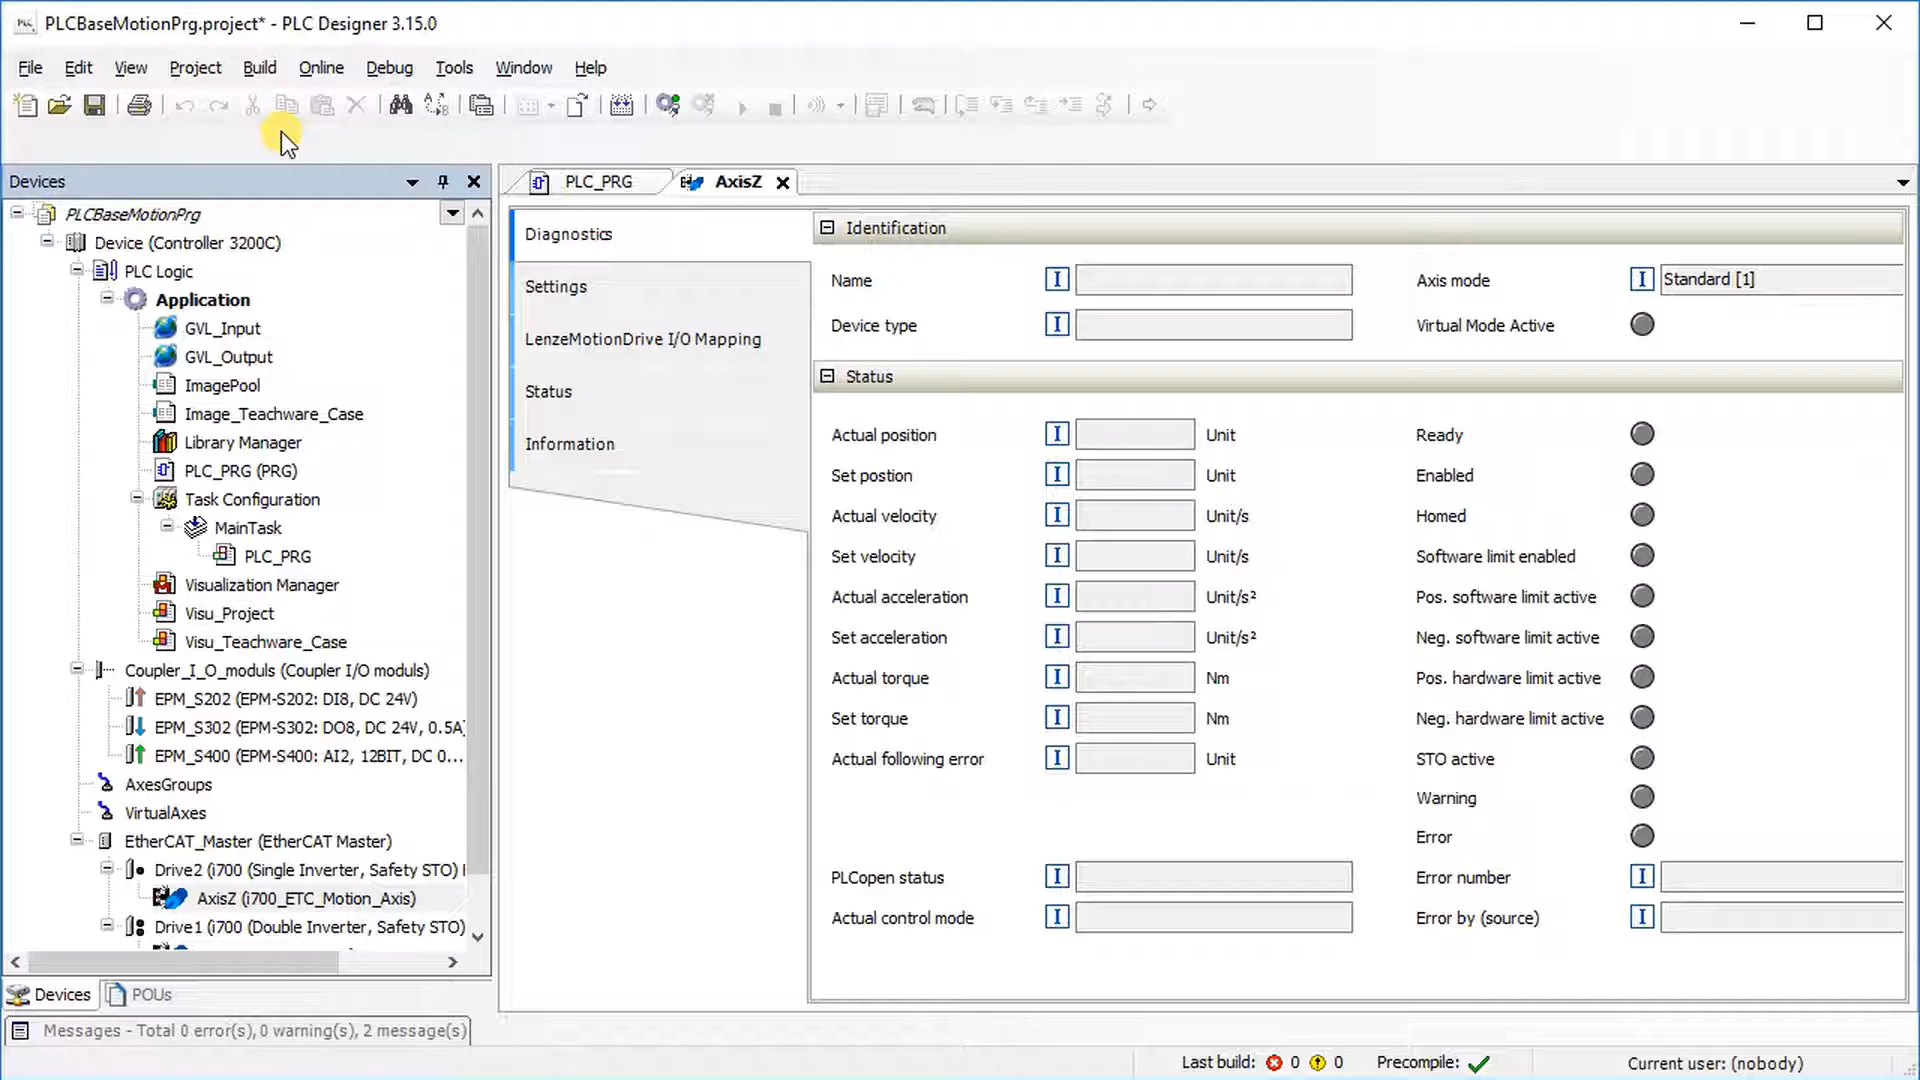 PLCBaseMotionPrg.project* - PLC Designer 3.15.0
File Edit View Project Build Online Debug Tools Window Help
Devices
PLCBaseMotionPrg
Device (Controller 3200C)
PLC Logic
Application
GVL_Input
GVL_Output
ImagePool
Image_Teachware_Case
Library Manager
PLC_PRG (PRG)
Task Configuration
MainTask
PLC_PRG
Visualization Manager
Visu_Project
Visu_Teachware_Case
Coupler_I_O_moduls (Coupler I/O moduls)
EPM_S202 (EPM-S202: DI8, DC 24V)
EPM_S302 (EPM-S302: DO8, DC 24V, 0.5A)
EPM_S400 (EPM-S400: AI2, 12BIT, DC 0...
AxesGroups
VirtualAxes
EtherCAT_Master (EtherCAT Master)
Drive2 (i700 (Single Inverter, Safety STO)
AxisZ (i700_ETC_Motion_Axis)
Drive1 (i700 (Double Inverter, Safety STO)
Devices POUs
Messages - Total 0 error(s), 0 warning(s), 2 message(s)
PLC_PRG AxisZ
Diagnostics
Settings
LenzeMotionDrive I/O Mapping
Status
Information
Identification
Name Axis mode Standard [1]
Device type Virtual Mode Active
Status
Actual position Unit Ready
Set postion Unit Enabled
Actual velocity Unit/s Homed
Set velocity Unit/s Software limit enabled
Actual acceleration Unit/s² Pos. software limit active
Set acceleration Unit/s² Neg. software limit active
Actual torque Nm Pos. hardware limit active
Set torque Nm Neg. hardware limit active
Actual following error Unit STO active
Warning
Error
PLCopen status Error number
Actual control mode Error by (source)
Last build: 0 0 Precompile: Current user: (nobody)